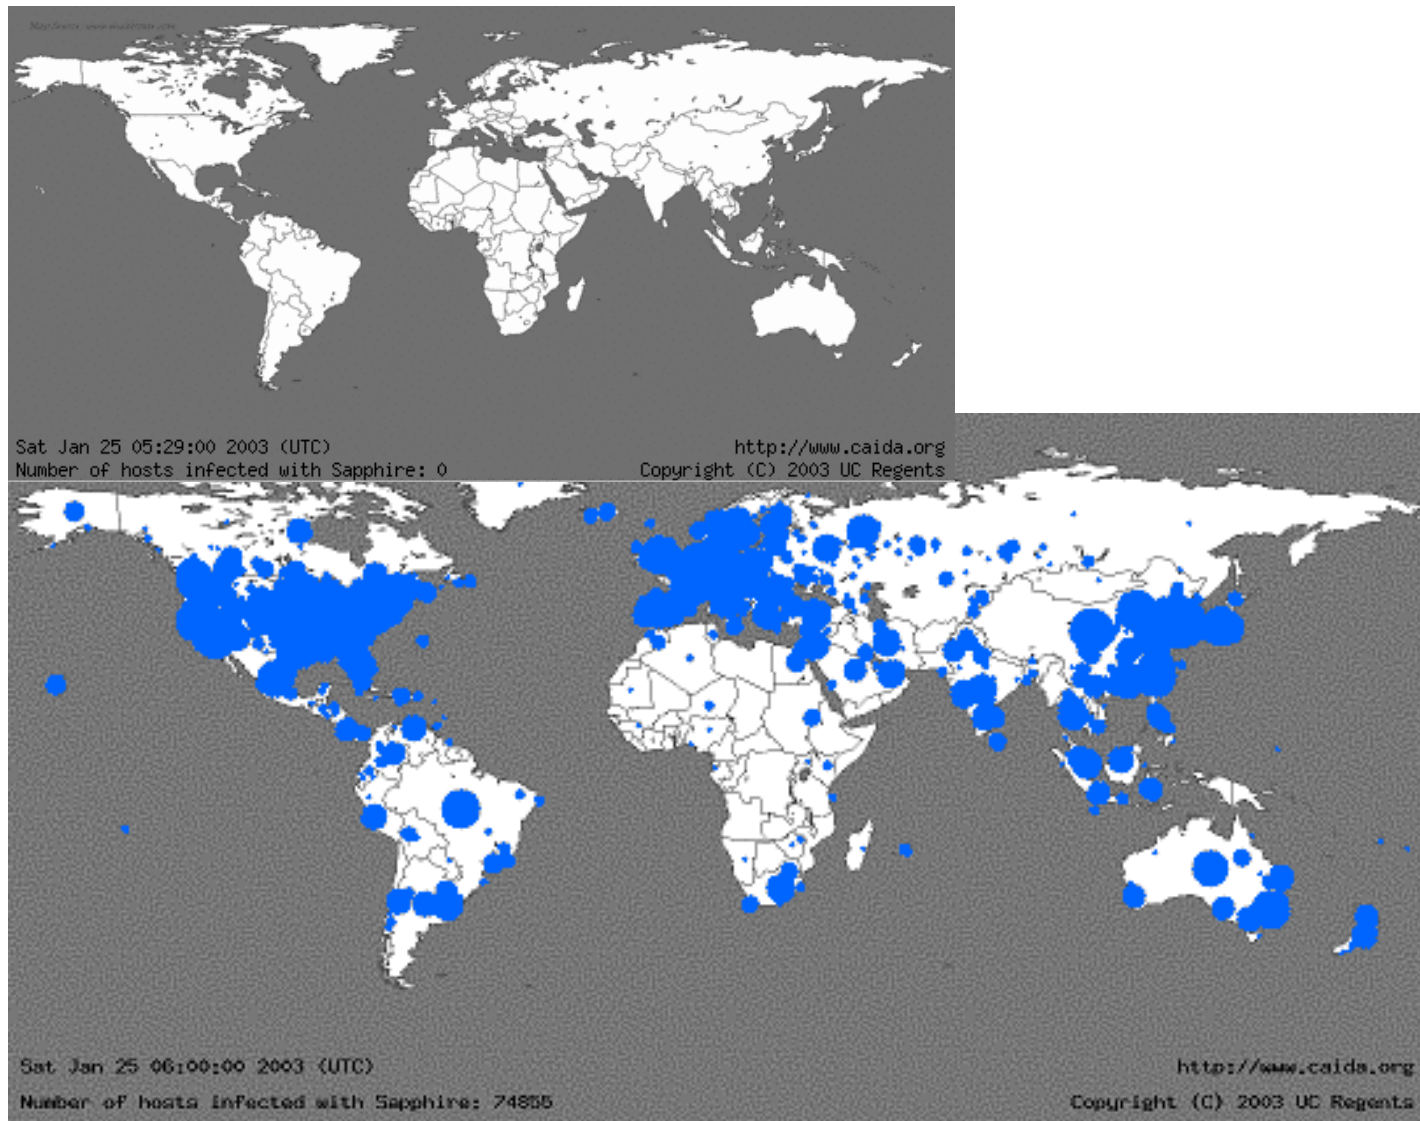 Sat Jan 25 05:29:00 2003 (UTC)
http://www.caida.org
Number of hosts infected with Sapphire: 0
Copyright (C) 2003 UC Regents
Sat Jan 25 06:00:00 2003 (UTC)
http://www.caida.org
Number of hosts infected with Sapphire: 74855
Copyright (C) 2003 UC Regents